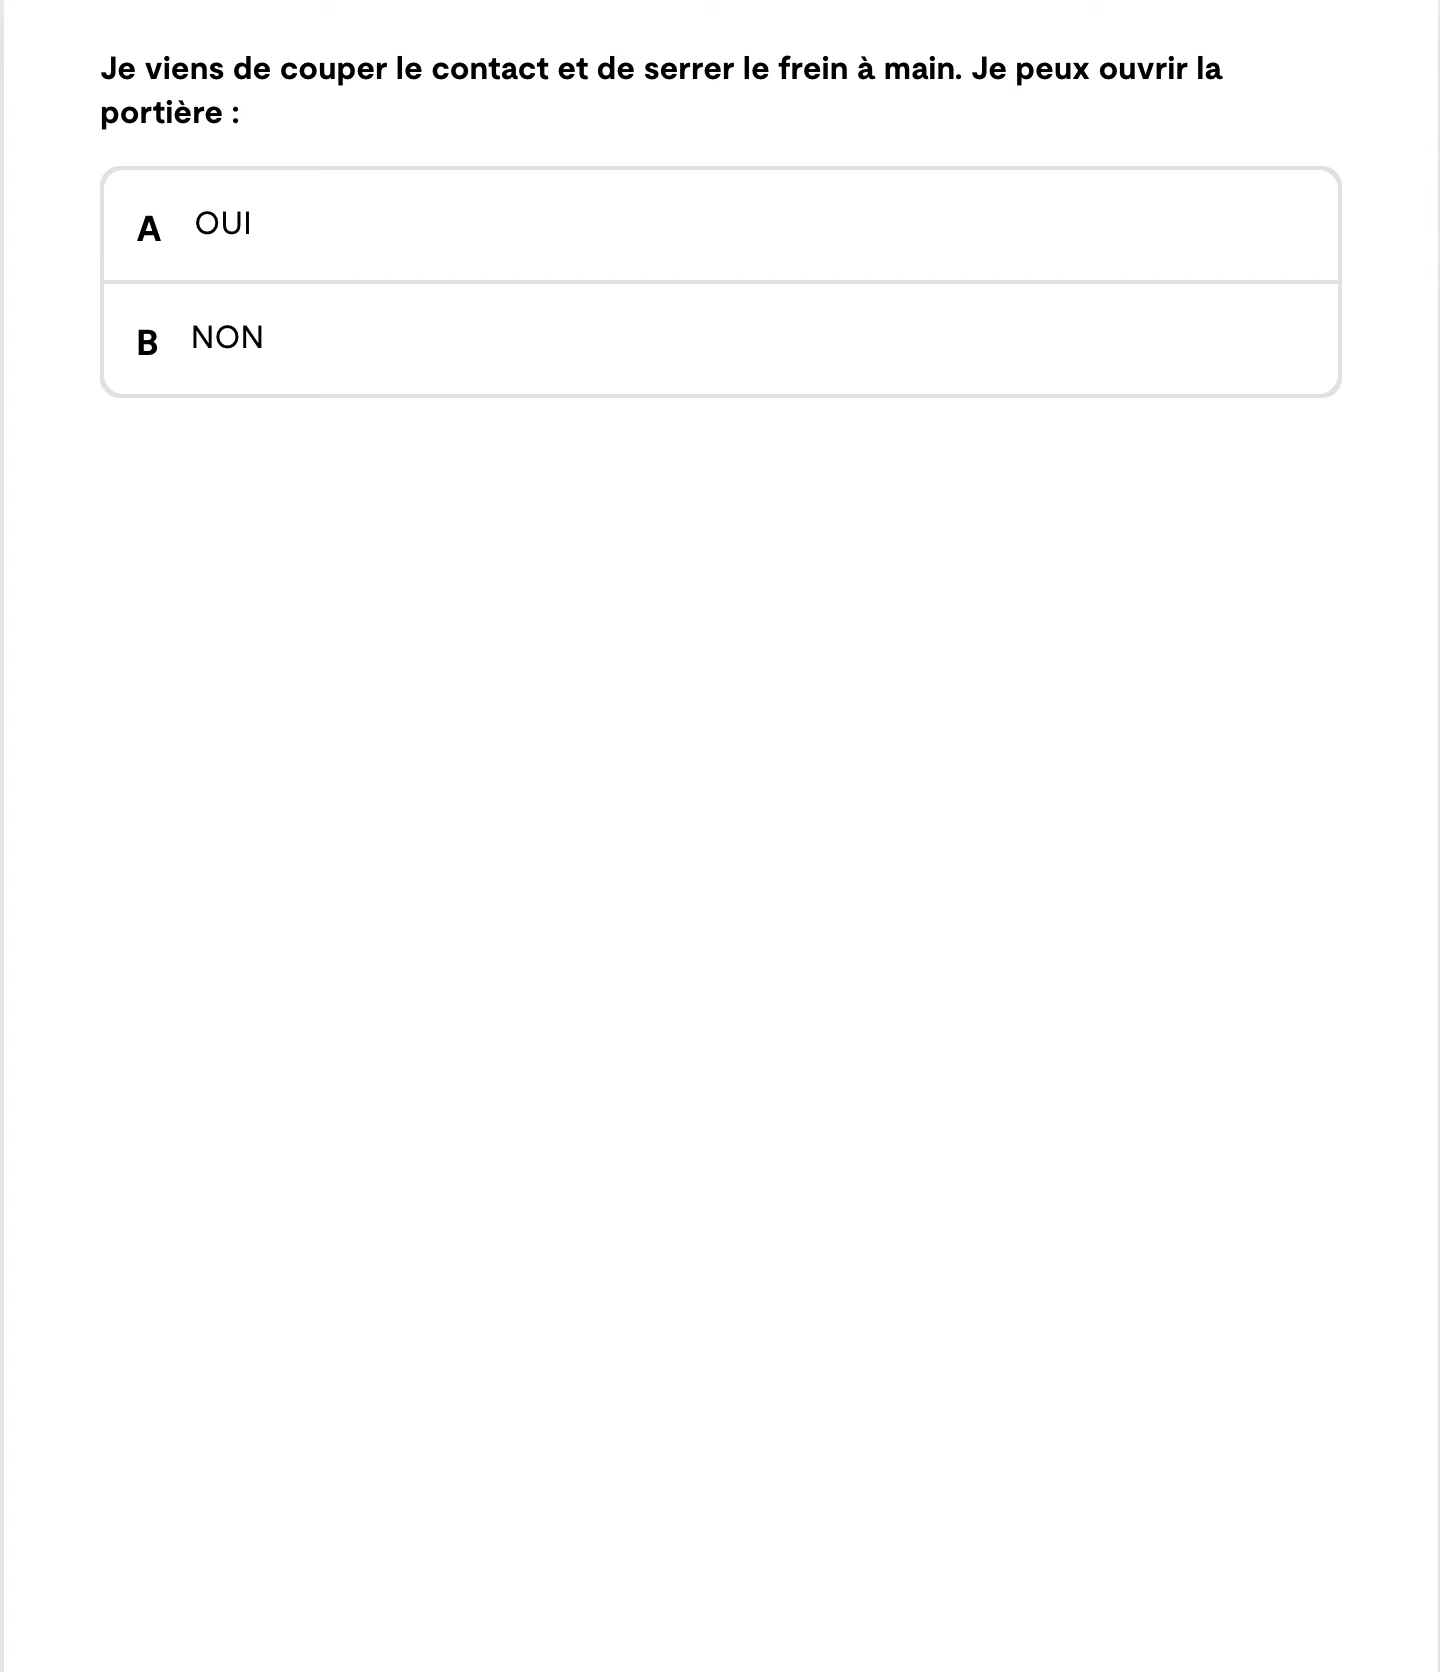 Je viens de couper le contact et de serrer le frein à main. Je peux ouvrir la
portière :
A OUI
B NON